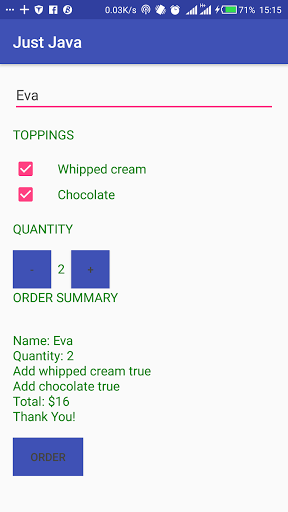 0.03K/s 71% 15:15
Just Java
Eva
TOPPINGS
Whipped cream
Chocolate
QUANTITY
- 2 +
ORDER SUMMARY
Name: Eva
Quantity: 2
Add whipped cream true
Add chocolate true
Total: $16
Thank You!
ORDER